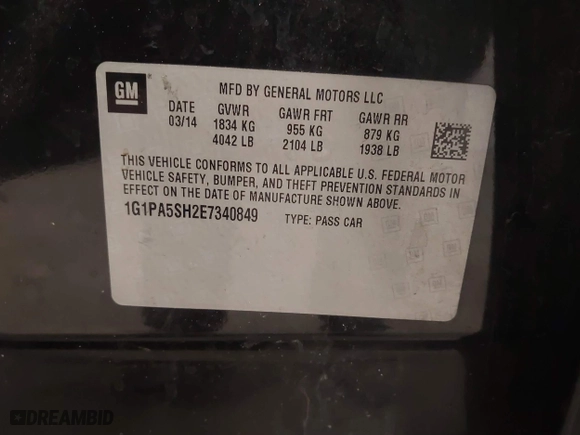 GM
MFD BY GENERAL MOTORS LLC
DATE GVWR GAWR FRT GAWR RR
03/14 1834 KG 955 KG 879 KG
4042 LB 2104 LB 1938 LB
THIS VEHICLE CONFORMS TO ALL APPLICABLE U.S. FEDERAL MOTOR
VEHICLE SAFETY, BUMPER, AND THEFT PREVENTION STANDARDS IN
EFFECT ON THE DATE OF MANUFACTURE SHOWN ABOVE.
1G1PA5SH2E7340849 TYPE: PASS CAR
DREAMBID